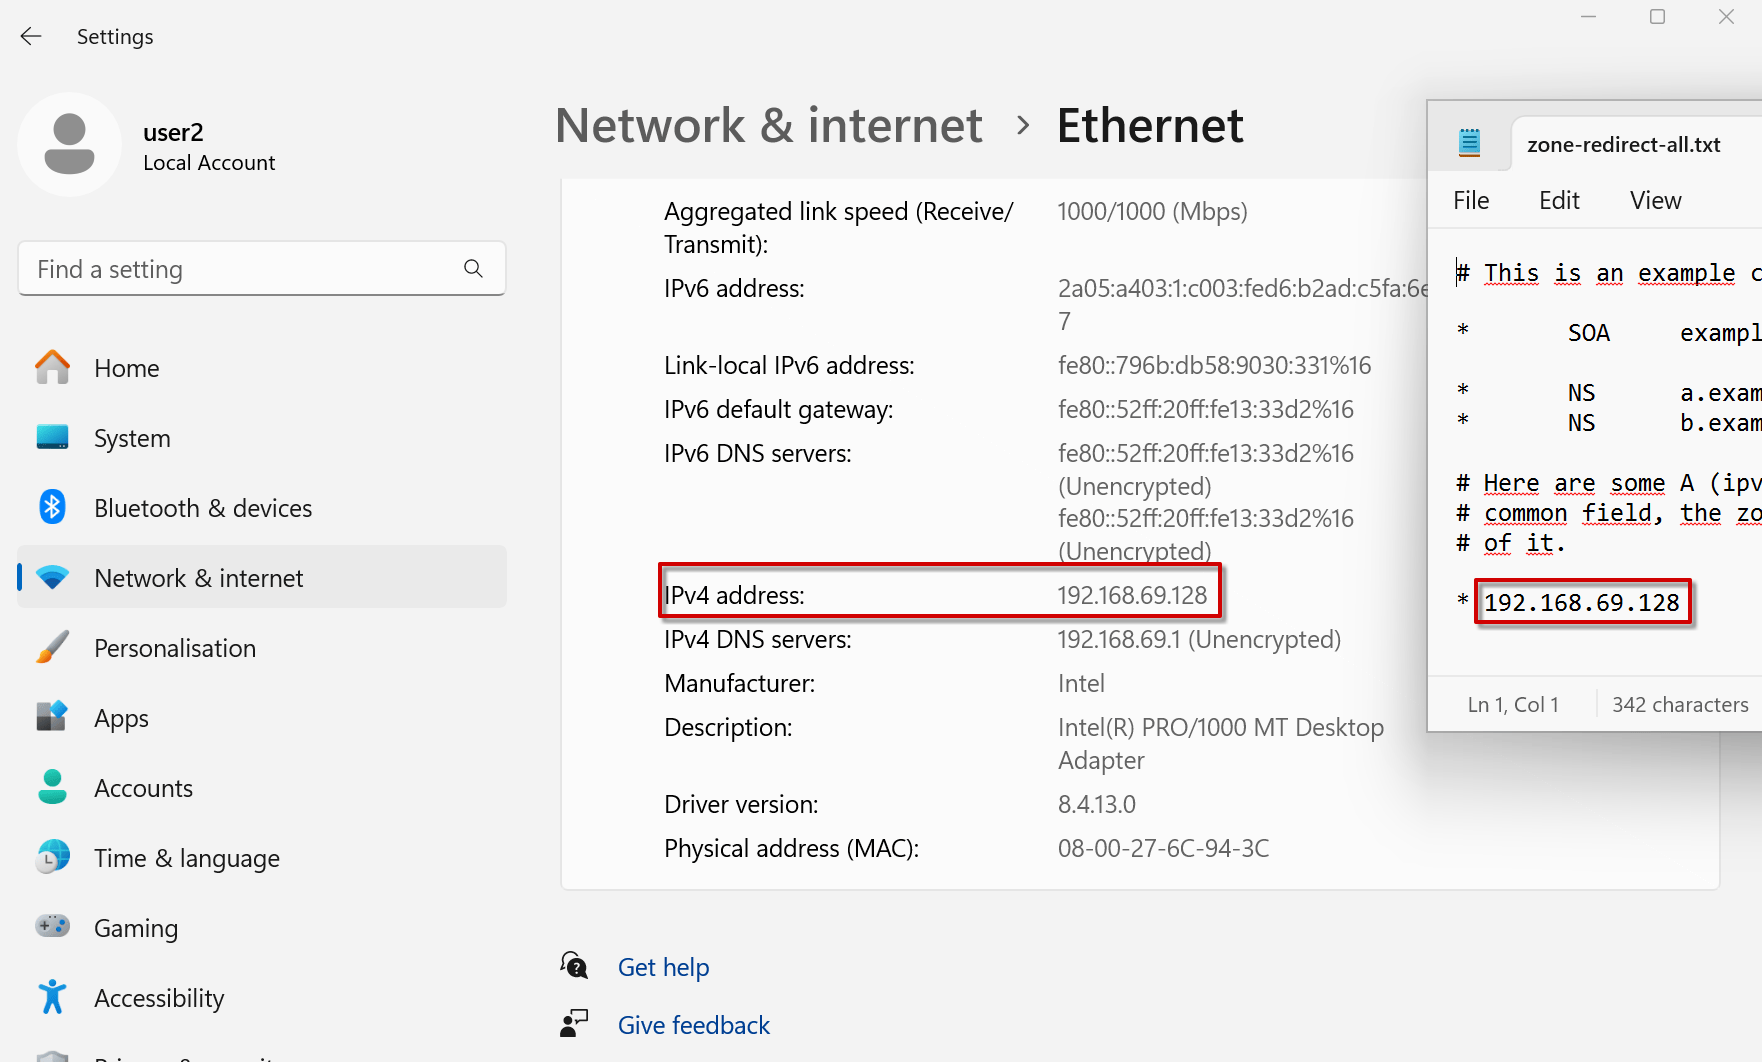 Settings
user2
Local Account
Find a setting
Home
System
Bluetooth & devices
Network & internet
Personalisation
Apps
Accounts
Time & language
Gaming
Accessibility
Network & internet > Ethernet
Aggregated link speed (Receive/
Transmit):
1000/1000 (Mbps)
IPv6 address:
2a05:a403:1:c003:fed6:b2ad:c5fa:6e
7
Link-local IPv6 address:
fe80::796b:db58:9030:331%16
IPv6 default gateway:
fe80::52ff:20ff:fe13:33d2%16
IPv6 DNS servers:
fe80::52ff:20ff:fe13:33d2%16
(Unencrypted)
fe80::52ff:20ff:fe13:33d2%16
(Unencrypted)
IPv4 address:
192.168.69.128
IPv4 DNS servers:
192.168.69.1 (Unencrypted)
Manufacturer:
Intel
Description:
Intel(R) PRO/1000 MT Desktop
Adapter
Driver version:
8.4.13.0
Physical address (MAC):
08-00-27-6C-94-3C
Get help
Give feedback
zone-redirect-all.txt
File Edit View
# This is an example c
* SOA exampl
* NS a.exam
* NS b.exam
# Here are some A (ipv
# common field, the zo
# of it.
* 192.168.69.128
Ln 1, Col 1 342 characters